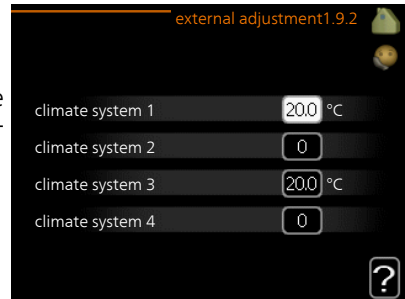 external adjustment1.9.2
climate system 1 20.0 °C
climate system 2 0
climate system 3 20.0 °C
climate system 4 0
?
e